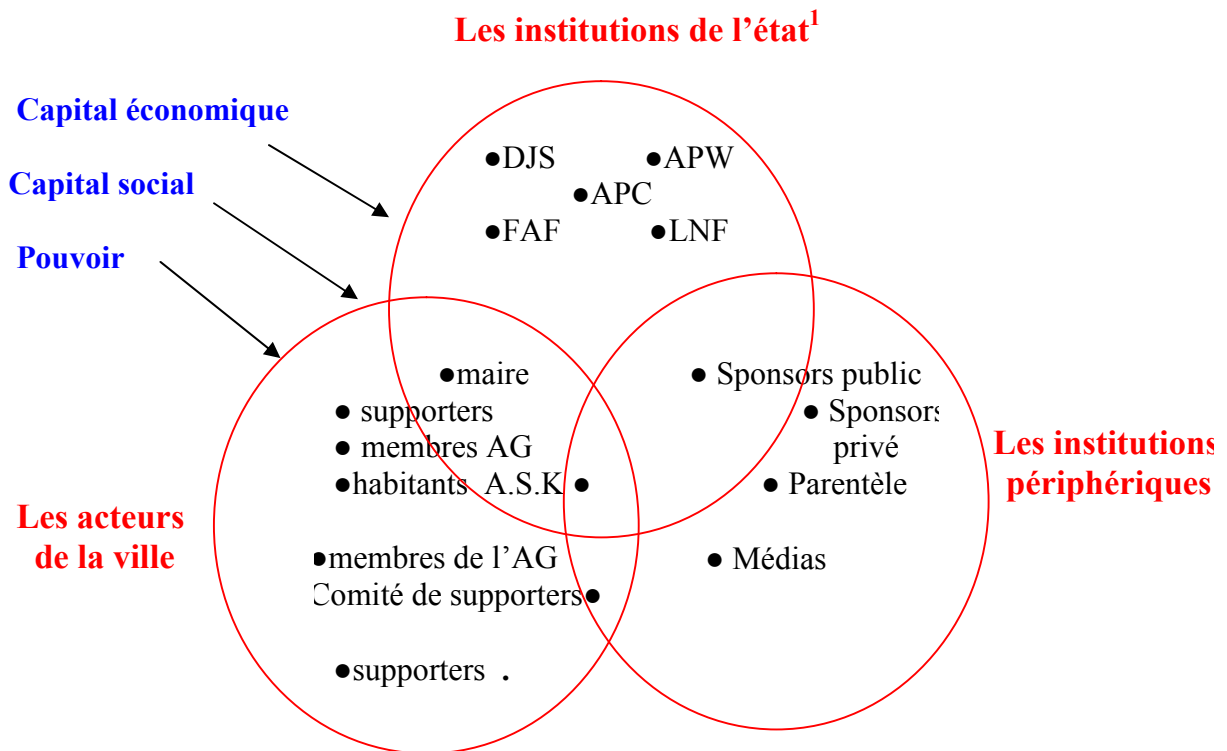 Les institutions de l’état1
Capital économique
Capital social
Pouvoir
●DJS ●APW
●APC
●FAF ●LNF
●maire
● supporters
● membres AG
●habitants A.S.K ●
● Sponsors public
● Sponsors
privé
● Parentèle
● Médias
Les institutions
périphériques
Les acteurs
de la ville
●membres de l’AG
Comité de supporters●
●supporters .